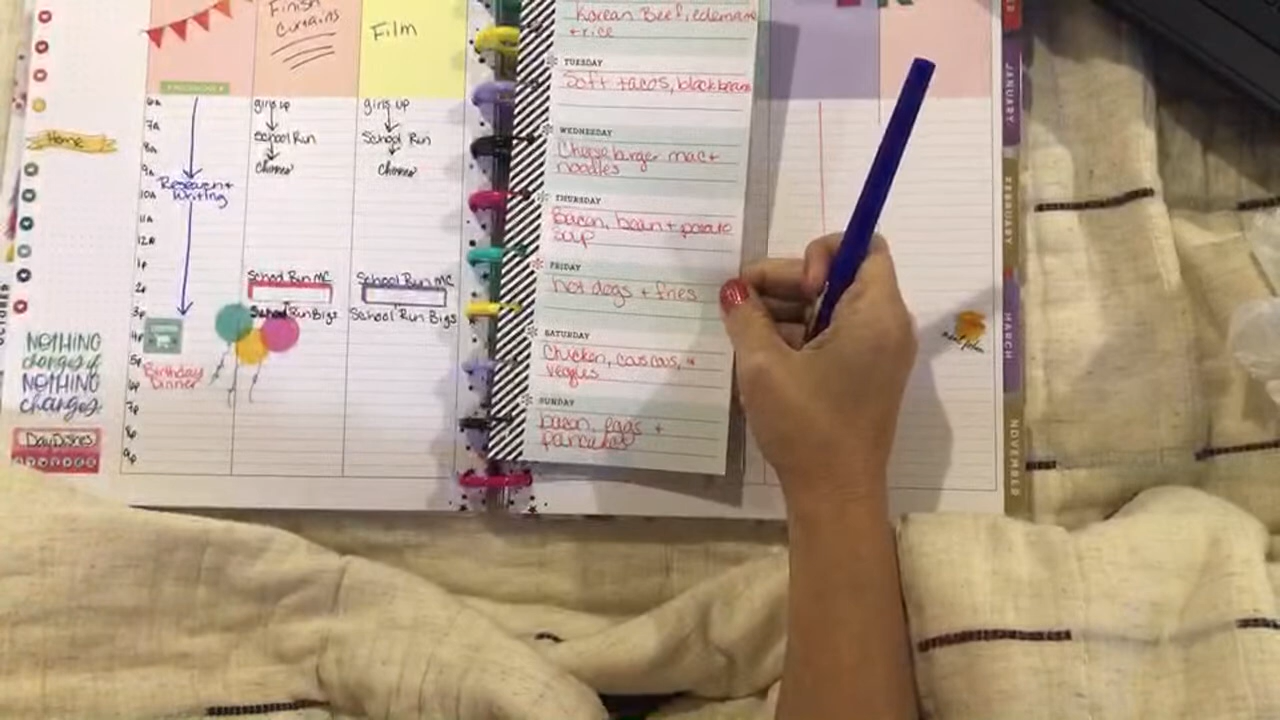 Finish
curtains
Film
Home
6a
7a
8a
9a
10a
11a
12a
1p
2p
3p
4p
5p
6p
7p
8p
9p
Research +
Writing
Birthday
Dinner
girls up
School Run
Chores
School Run MC
School Run Bigs
girls up
School Run
Chores
School Run MC
School Run Bigs
NOTHING
changes if
NOTHING
changes.
Day Dishes
OCTOBER
Korean Beef, edemame
+ rice
TUESDAY
Soft tacos, black beans
WEDNESDAY
Cheeseburger mac +
noodles
THURSDAY
Bacon, bean + potato
soup
FRIDAY
hot dogs + fries
SATURDAY
Chicken, couscous, +
veggies
SUNDAY
bacon, eggs +
pancakes
JANUARY
FEBRUARY
MARCH
NOVEMBER